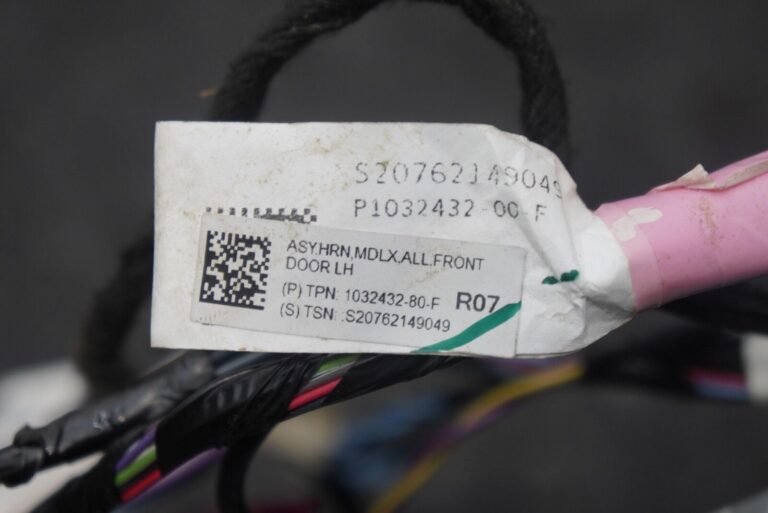 S20762149049
P1032432-00-F
ASY,HRN,MDLX,ALL,FRONT
DOOR LH
(P) TPN: 1032432-80-F R07
(S) TSN: .S20762149049